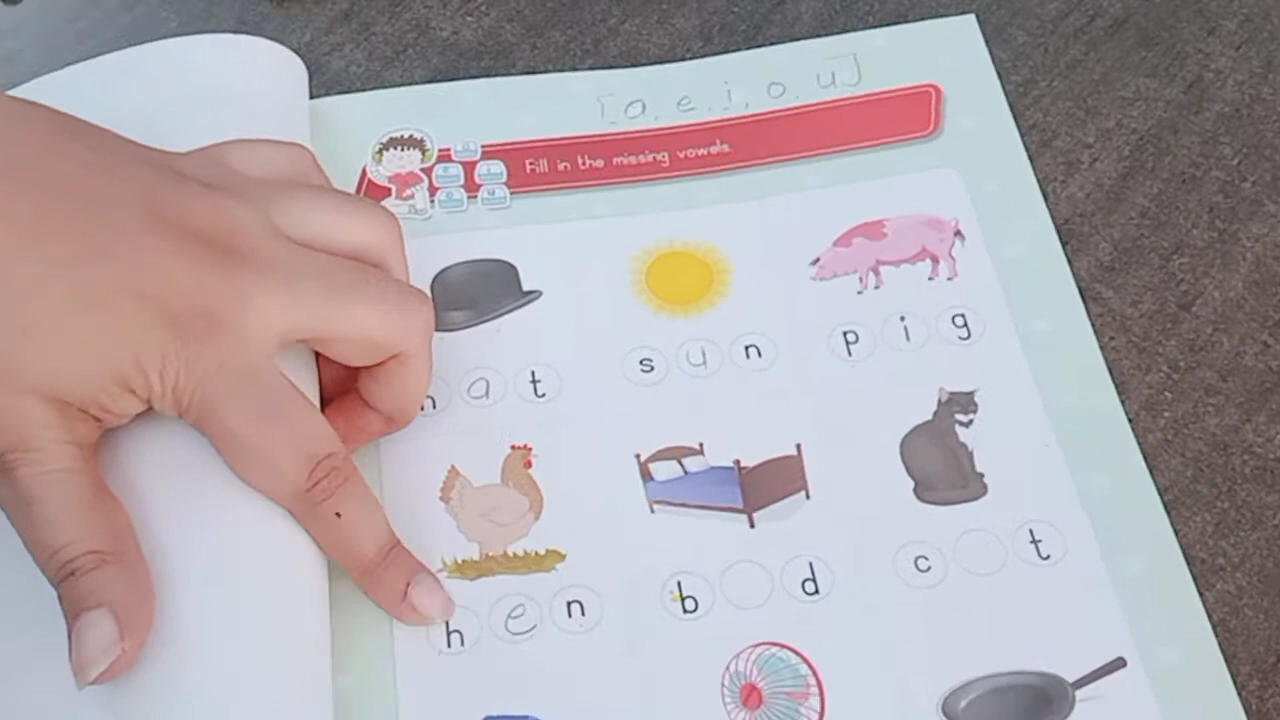 [a, e, i, o, u]
Fill in the missing vowels.
h a t s u n p i g
h e n b d c t